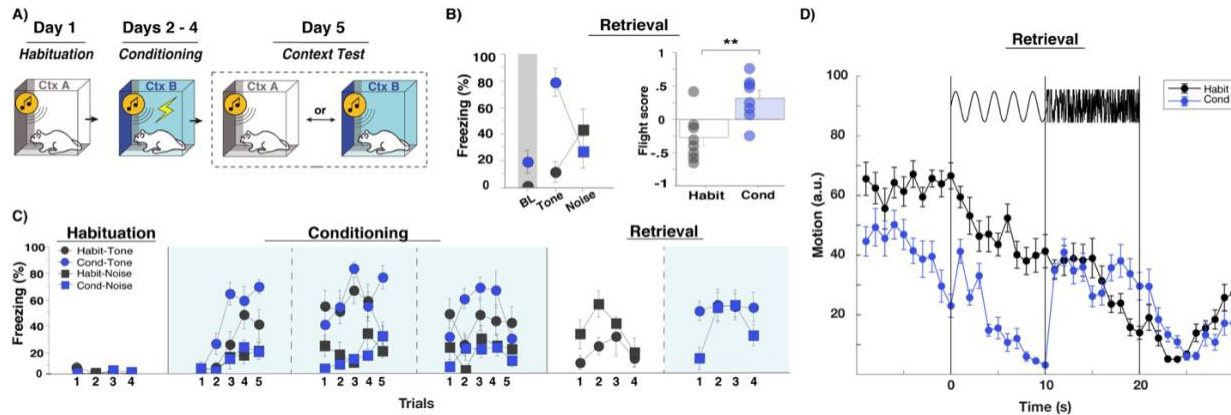 A)
Day 1
Habituation
Days 2 - 4
Conditioning
Day 5
Context Test
Ctx A
Ctx B
Ctx A
or
Ctx B
B)
Retrieval
Freezing (%)
100
80
60
40
20
0
BL
Tone
Noise
Flight score
**
1
.5
0
-.5
-1
Habit
Cond
C)
Habituation
Conditioning
Retrieval
Freezing (%)
100
80
60
40
20
0
Habit-Tone
Cond-Tone
Habit-Noise
Cond-Noise
1 2 3 4
1 2 3 4 5
1 2 3 4 5
1 2 3 4 5
1 2 3 4
1 2 3 4
Trials
D)
Retrieval
Habit
Cond
Motion (a.u.)
100
80
60
40
20
0
10
20
Time (s)